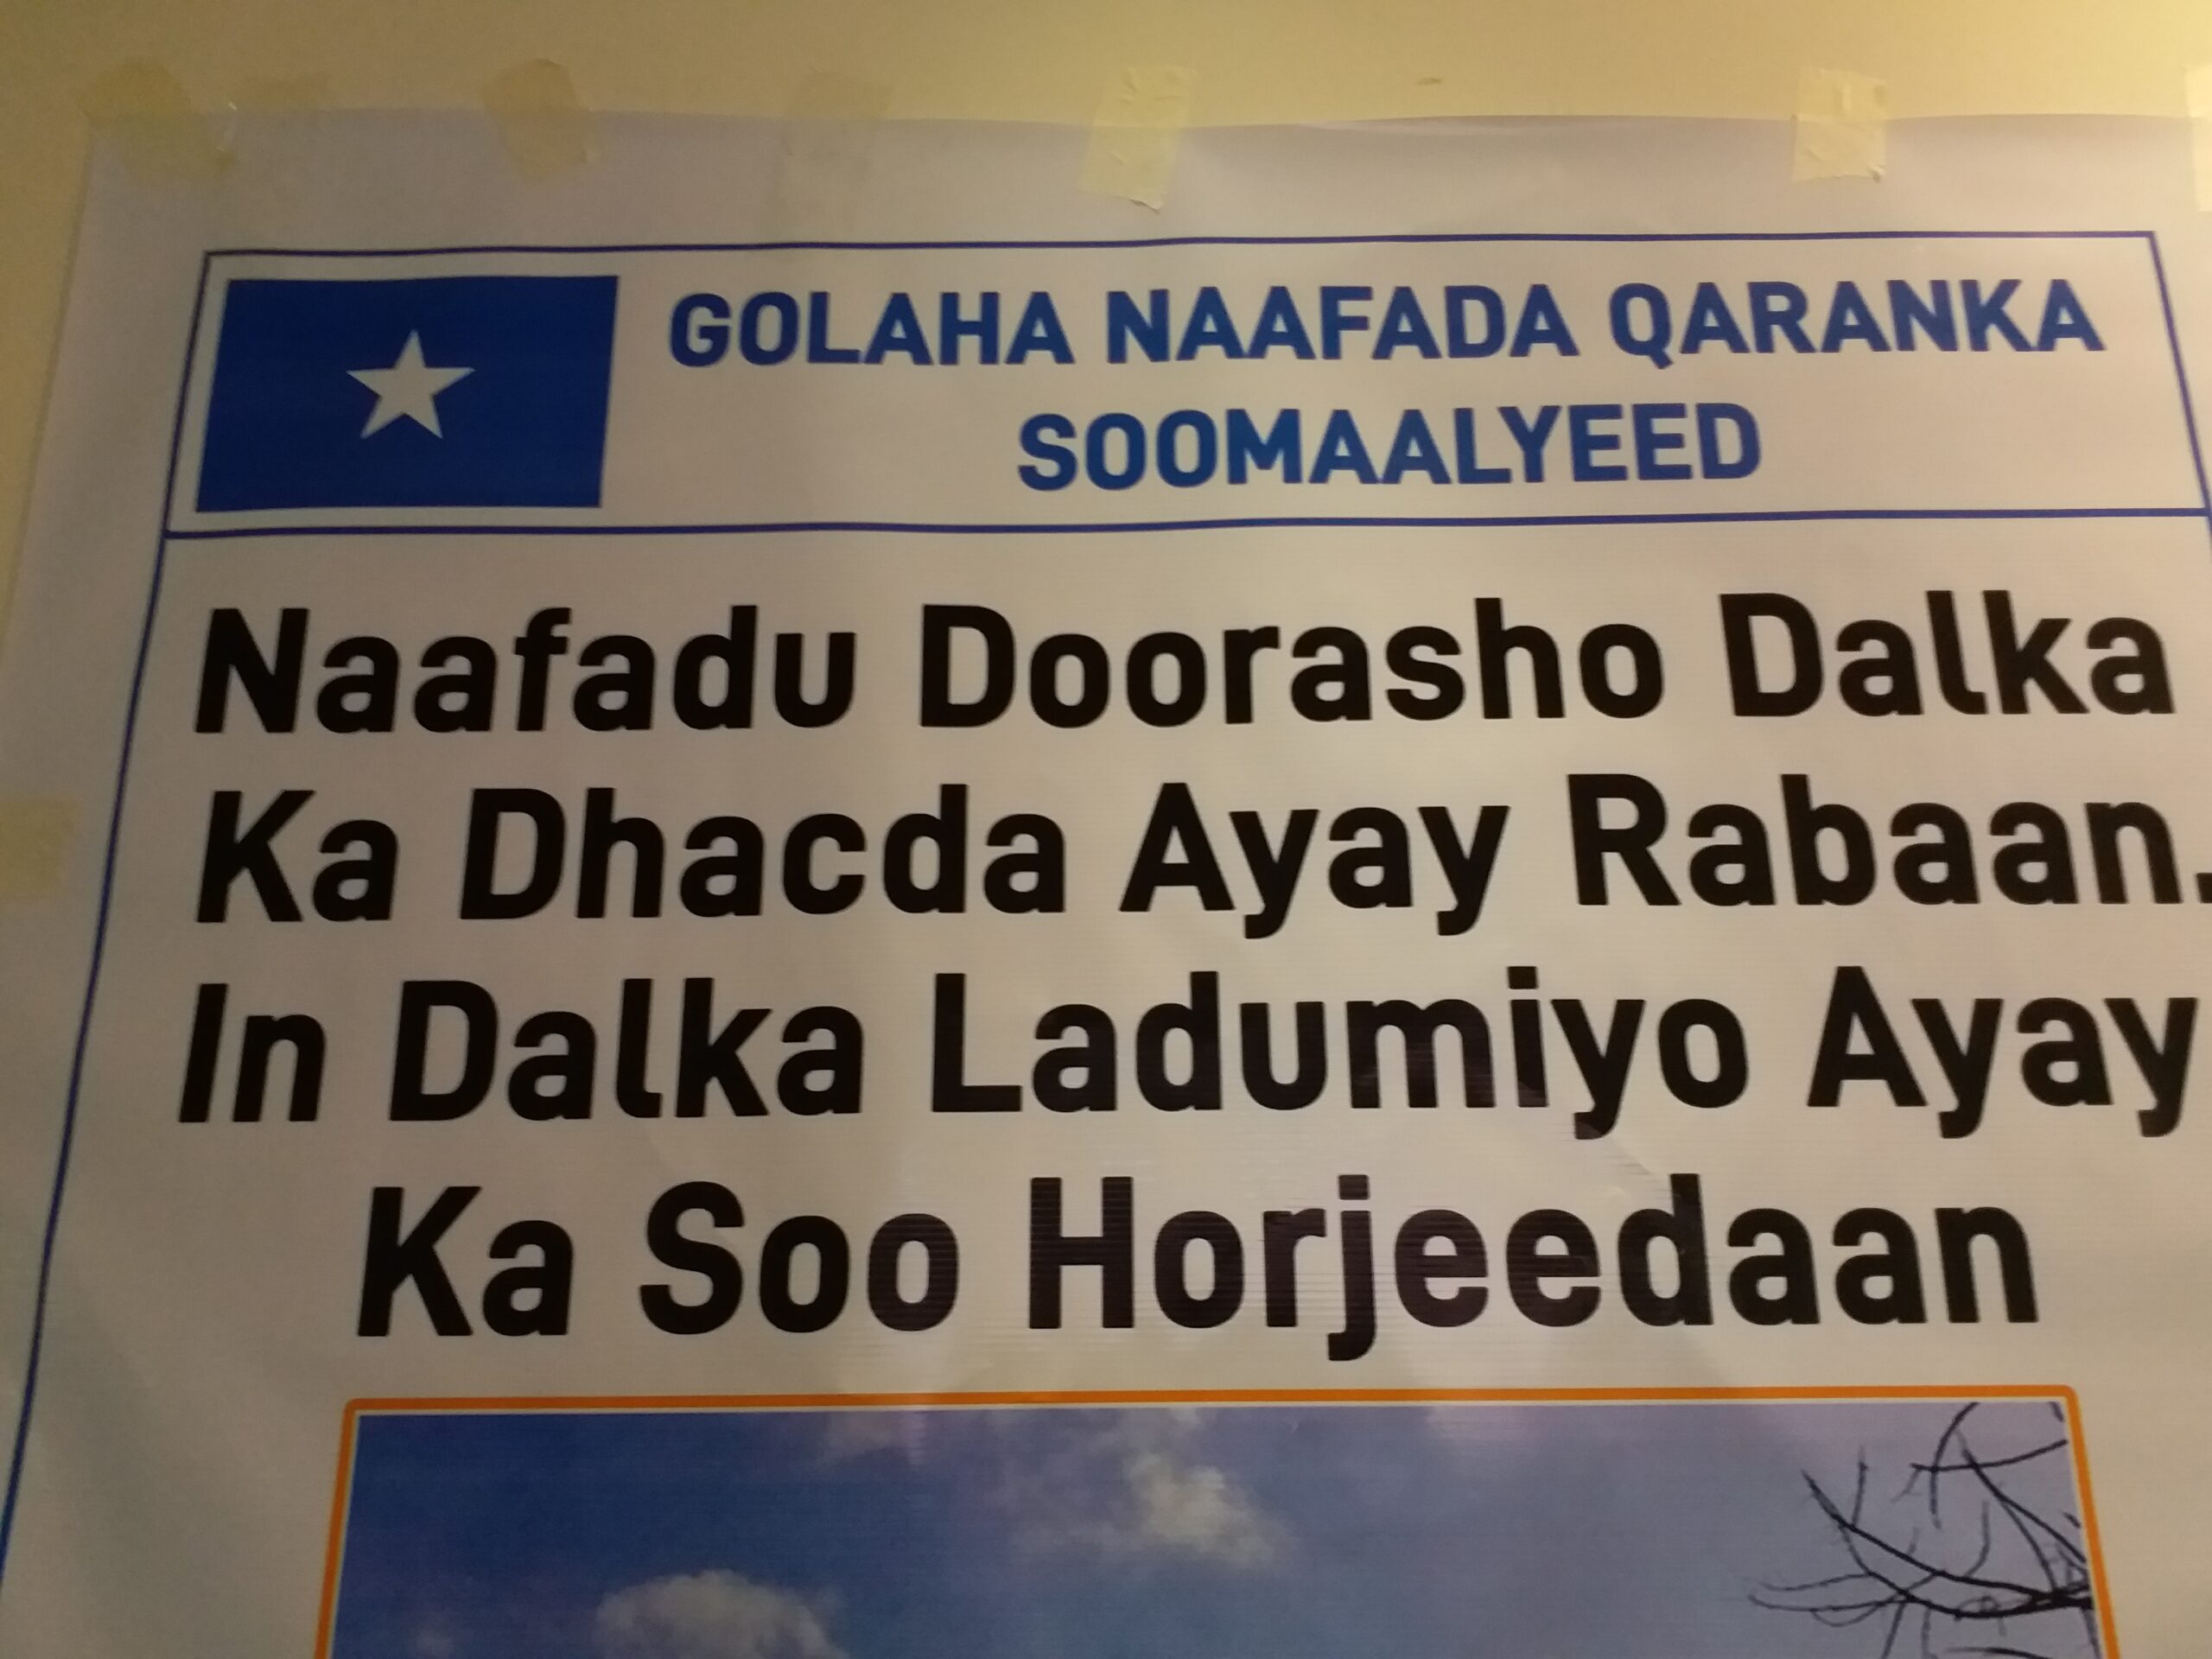 GOLAHA NAAFADA QARANKA
SOOMAALYEED
Naafadu Doorasho Dalka
Ka Dhacda Ayay Rabaan.
In Dalka Ladumiyo Ayay
Ka Soo Horjeedaan